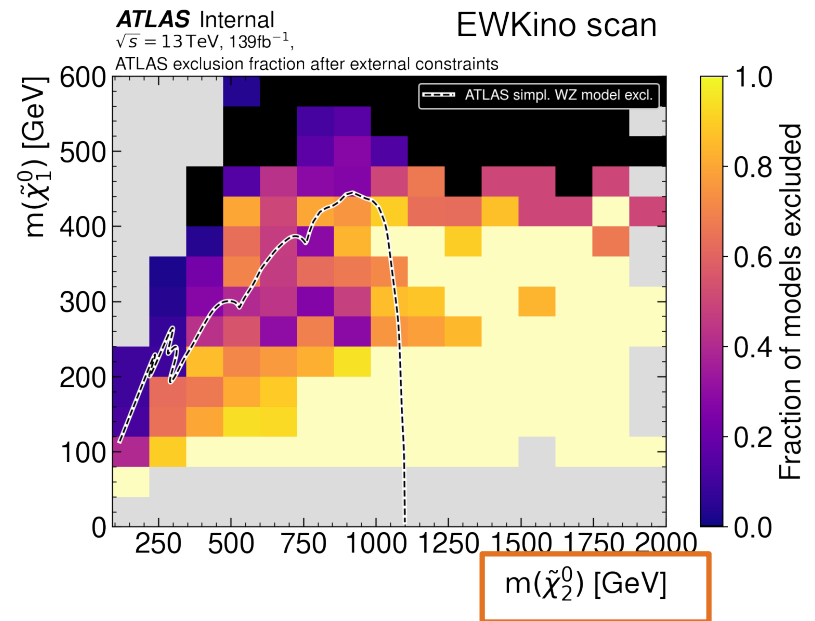 ATLAS Internal
EWKino scan
√s = 13 TeV, 139fb⁻¹,
ATLAS exclusion fraction after external constraints
ATLAS simpl. WZ model excl.
m(χ̃⁰₁) [GeV]
600
500
400
300
200
100
0
250 500 750 1000 1250 1500 1750 2000
m(χ̃⁰₂) [GeV]
1.0
0.8
0.6
0.4
0.2
0.0
Fraction of models excluded